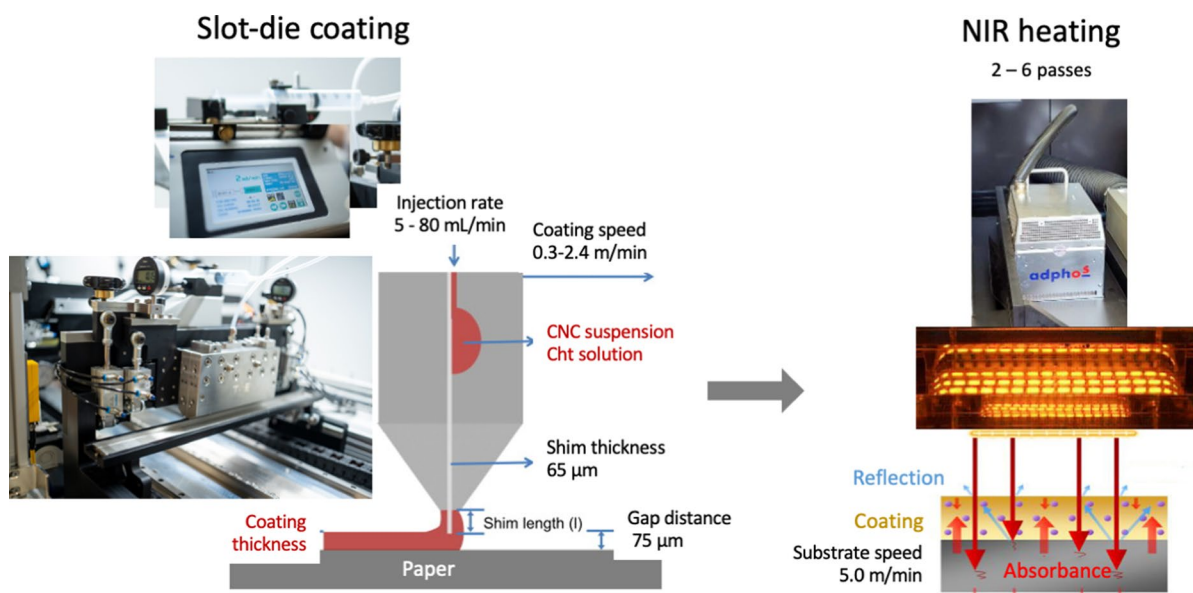 Slot-die coating
NIR heating
2 – 6 passes
Injection rate
5 - 80 mL/min
Coating speed
0.3-2.4 m/min
adphos
CNC suspension
Cht solution
Shim thickness
65 µm
Shim length (l)
Gap distance
75 µm
Coating
thickness
Paper
Reflection
Coating
Substrate speed
5.0 m/min
Absorbance